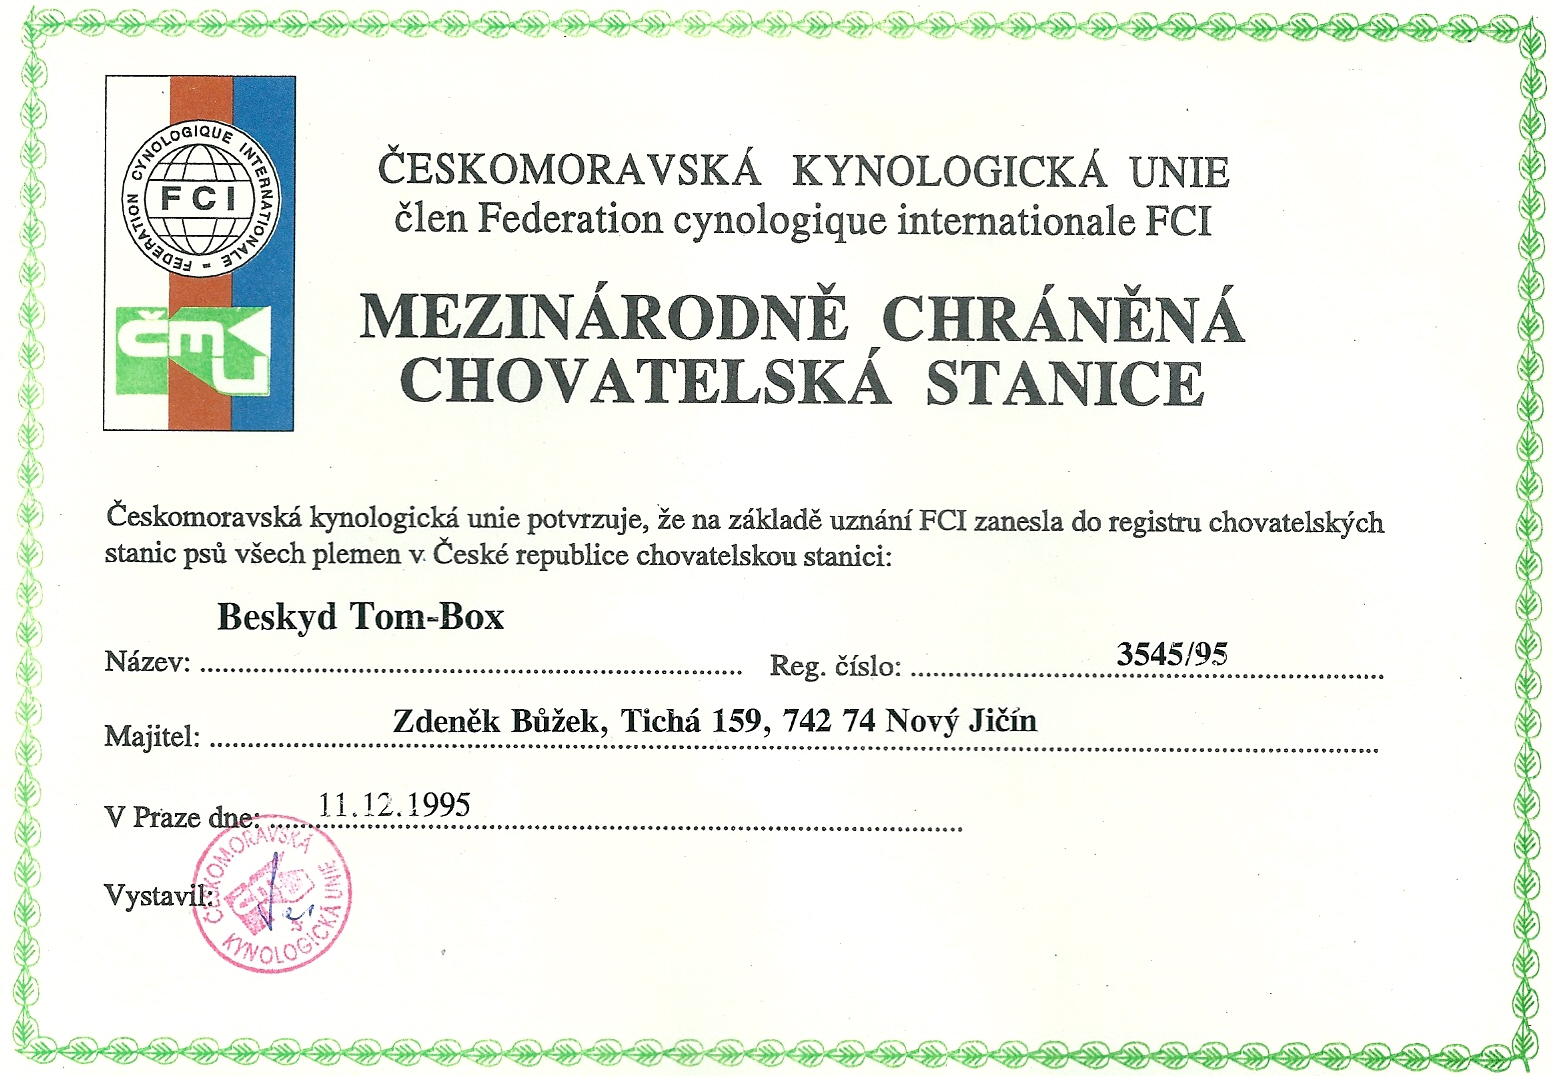 FEDERATION CYNOLOGIQUE INTERNATIONALE =
FCI
ČMKU
ČESKOMORAVSKÁ KYNOLOGICKÁ UNIE
člen Federation cynologique internationale FCI
MEZINÁRODNĚ CHRÁNĚNÁ
CHOVATELSKÁ STANICE
Českomoravská kynologická unie potvrzuje, že na základě uznání FCI zanesla do registru chovatelských
stanic psů všech plemen v České republice chovatelskou stanici:
Název: Beskyd Tom-Box Reg. číslo: 3545/95
Majitel: Zdeněk Bůžek, Tichá 159, 742 74 Nový Jičín
V Praze dne: 11.12.1995
Vystavil:
ČESKOMORAVSKÁ KYNOLOGICKÁ UNIE